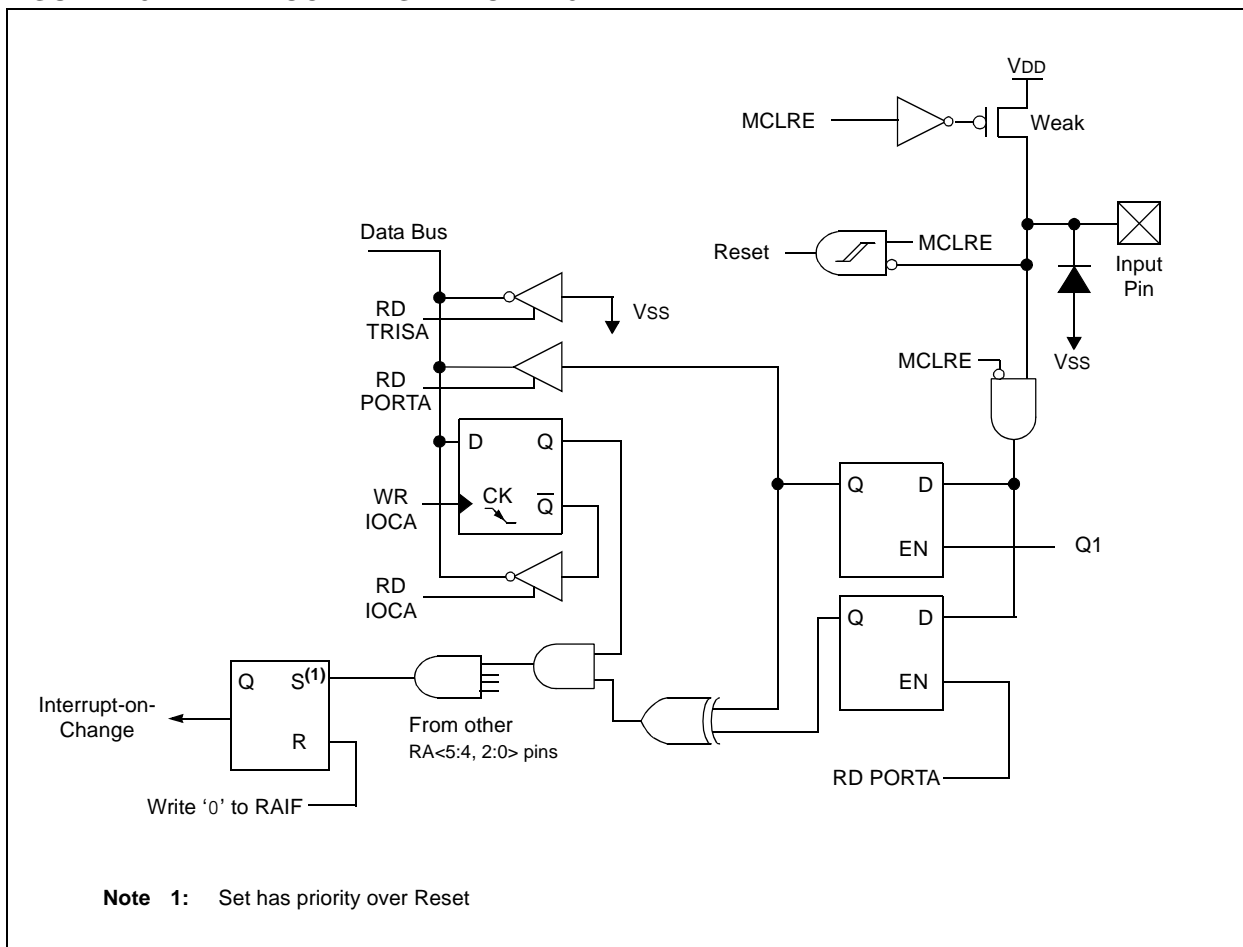 VDD
MCLRE
Weak
Data Bus
Reset
MCLRE
Input
Pin
RD
TRISA
VSS
VSS
RD
PORTA
MCLRE
D Q
Q D
WR
IOCA
CK Q
EN
Q1
RD
IOCA
Q D
EN
Q S(1)
Interrupt-on-
Change
R
From other
RA<5:4, 2:0> pins
RD PORTA
Write ‘0’ to RAIF
Note 1: Set has priority over Reset